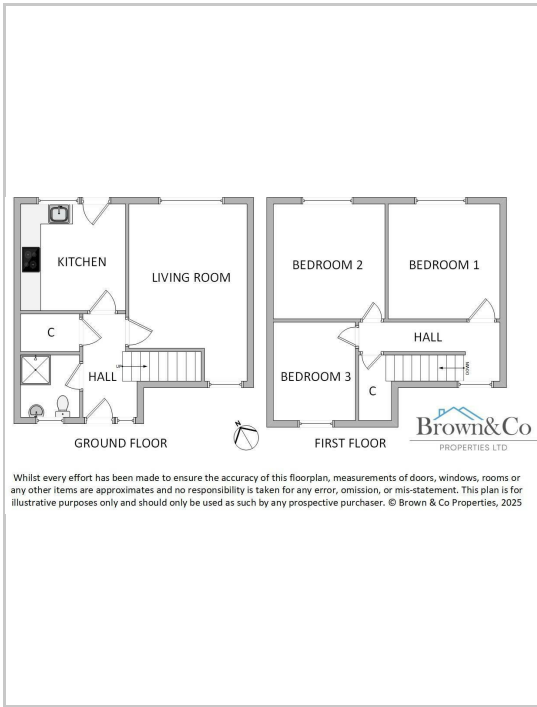 KITCHEN
LIVING ROOM
C
UP
HALL
GROUND FLOOR
N
BEDROOM 2
BEDROOM 1
HALL
BEDROOM 3
C
DOWN
FIRST FLOOR
Brown&Co
PROPERTIES LTD
Whilst every effort has been made to ensure the accuracy of this floorplan, measurements of doors, windows, rooms or
any other items are approximates and no responsibility is taken for any error, omission, or mis-statement. This plan is for
illustrative purposes only and should only be used as such by any prospective purchaser. © Brown & Co Properties, 2025